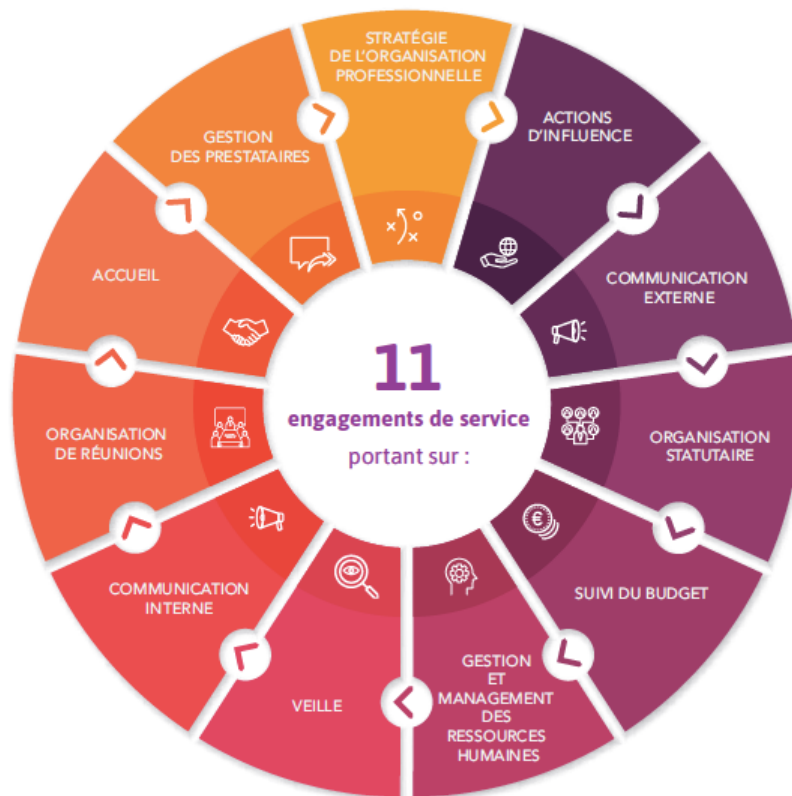 STRATÉGIE
DE L'ORGANISATION
PROFESSIONNELLE
ACTIONS
D'INFLUENCE
COMMUNICATION
EXTERNE
ORGANISATION
STATUTAIRE
SUIVI DU BUDGET
GESTION
ET
MANAGEMENT
DES
RESSOURCES
HUMAINES
VEILLE
COMMUNICATION
INTERNE
ORGANISATION
DE RÉUNIONS
ACCUEIL
GESTION
DES PRESTATAIRES
11
engagements de service
portant sur :